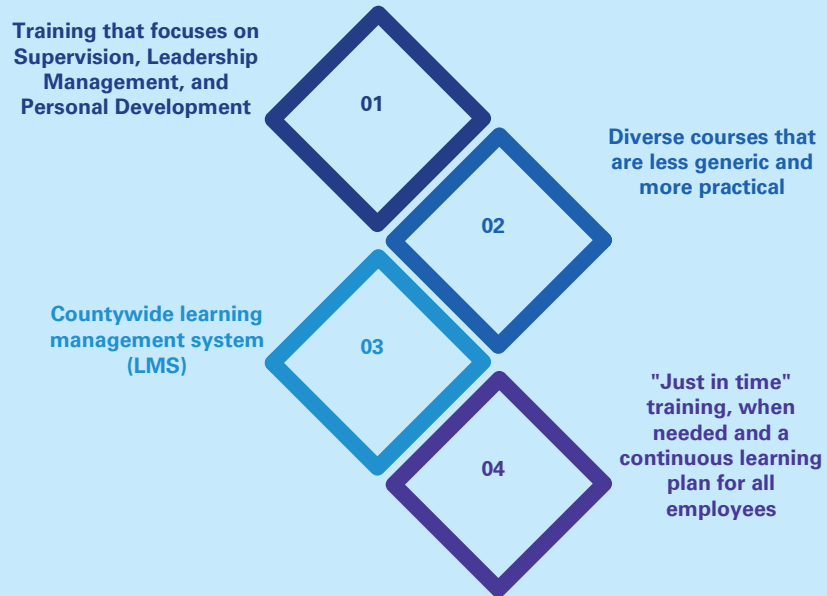 Training that focuses on
Supervision, Leadership
Management, and
Personal Development
01
Diverse courses that
are less generic and
more practical
02
Countywide learning
management system
(LMS)
03
"Just in time"
training, when
needed and a
continuous learning
plan for all
employees
04